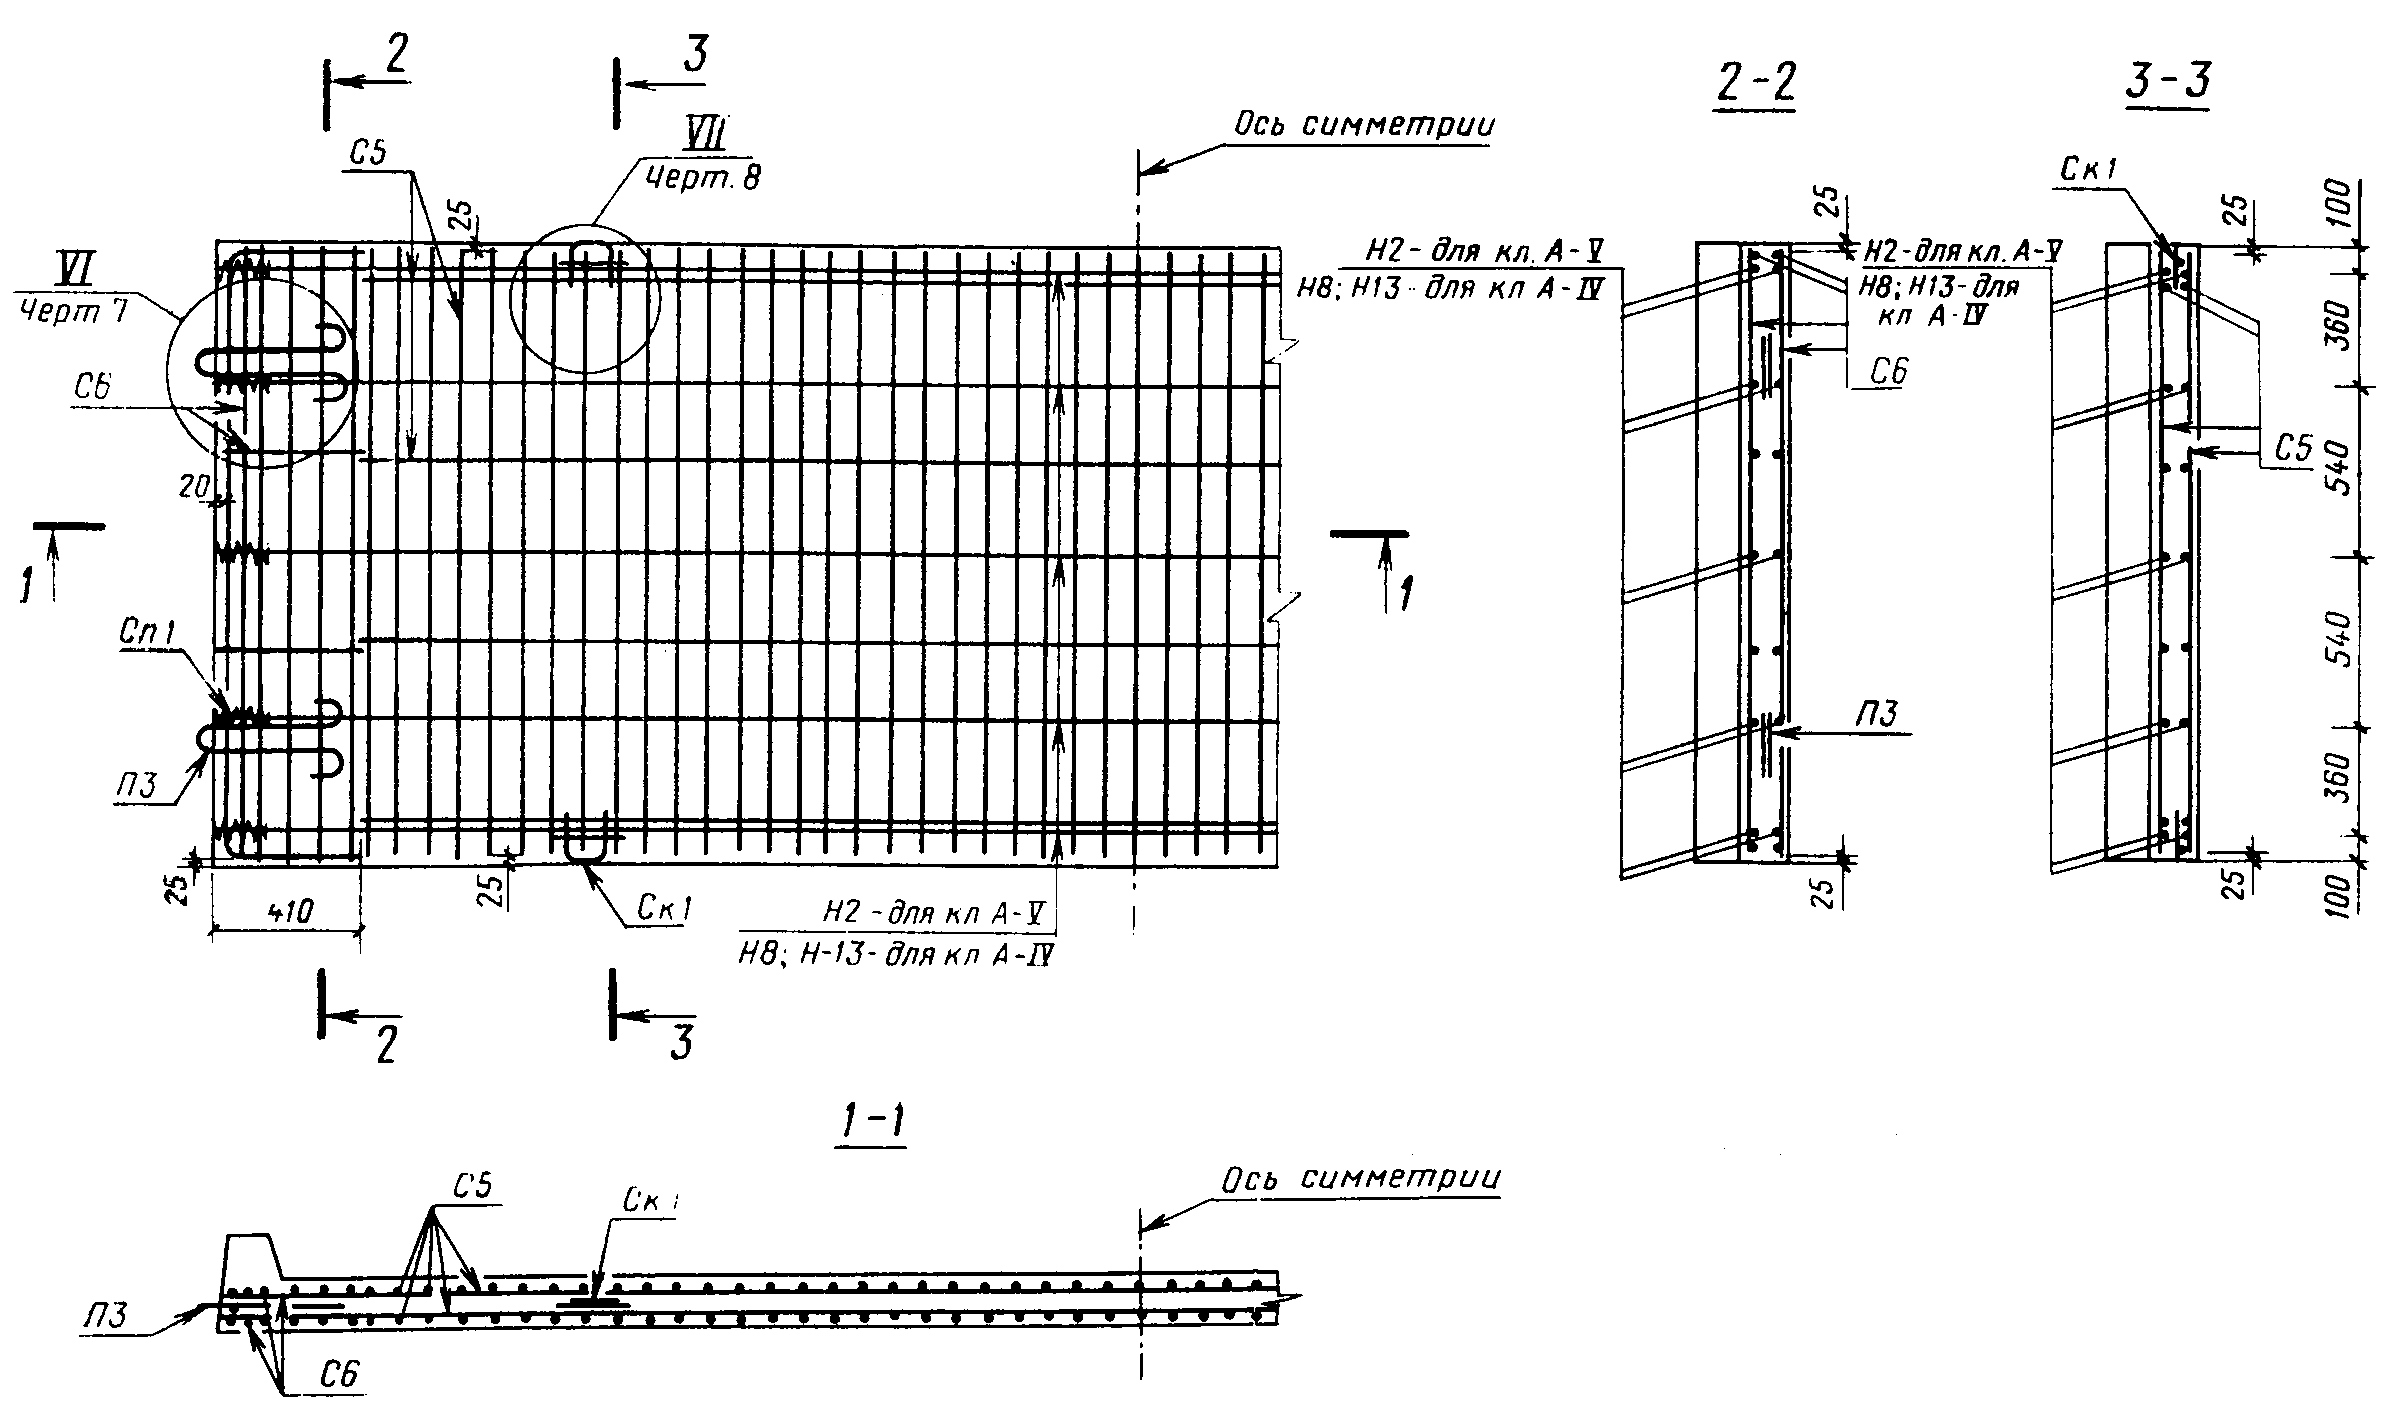 2
3
2-2
3-3
VII
Черт. 8
Ось симметрии
С5
Ск1
25
25
25
100
VI
Черт 7
Н2 - для кл. А-V
Н8; Н13 - для кл А-IV
Н2-для кл. А-V
Н8; Н13-для
кл А-IV
360
С6
С6
С5
540
20
1
1
Сп1
540
П3
П3
360
25
410
25
Ск1
Н2 - для кл А-V
Н8; Н-13- для кл А-IV
25
25
100
2
3
1-1
С5
Ск1
Ось симметрии
П3
С6